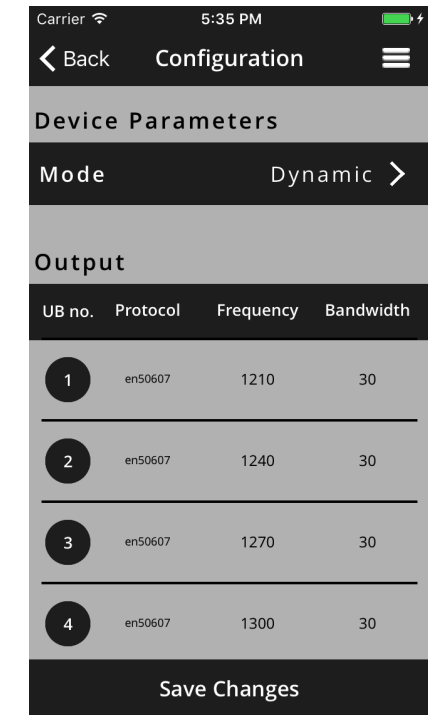 Carrier 5:35 PM
Back Configuration
Device Parameters
Mode Dynamic
Output
UB no. Protocol Frequency Bandwidth
1 en50607 1210 30
2 en50607 1240 30
3 en50607 1270 30
4 en50607 1300 30
Save Changes